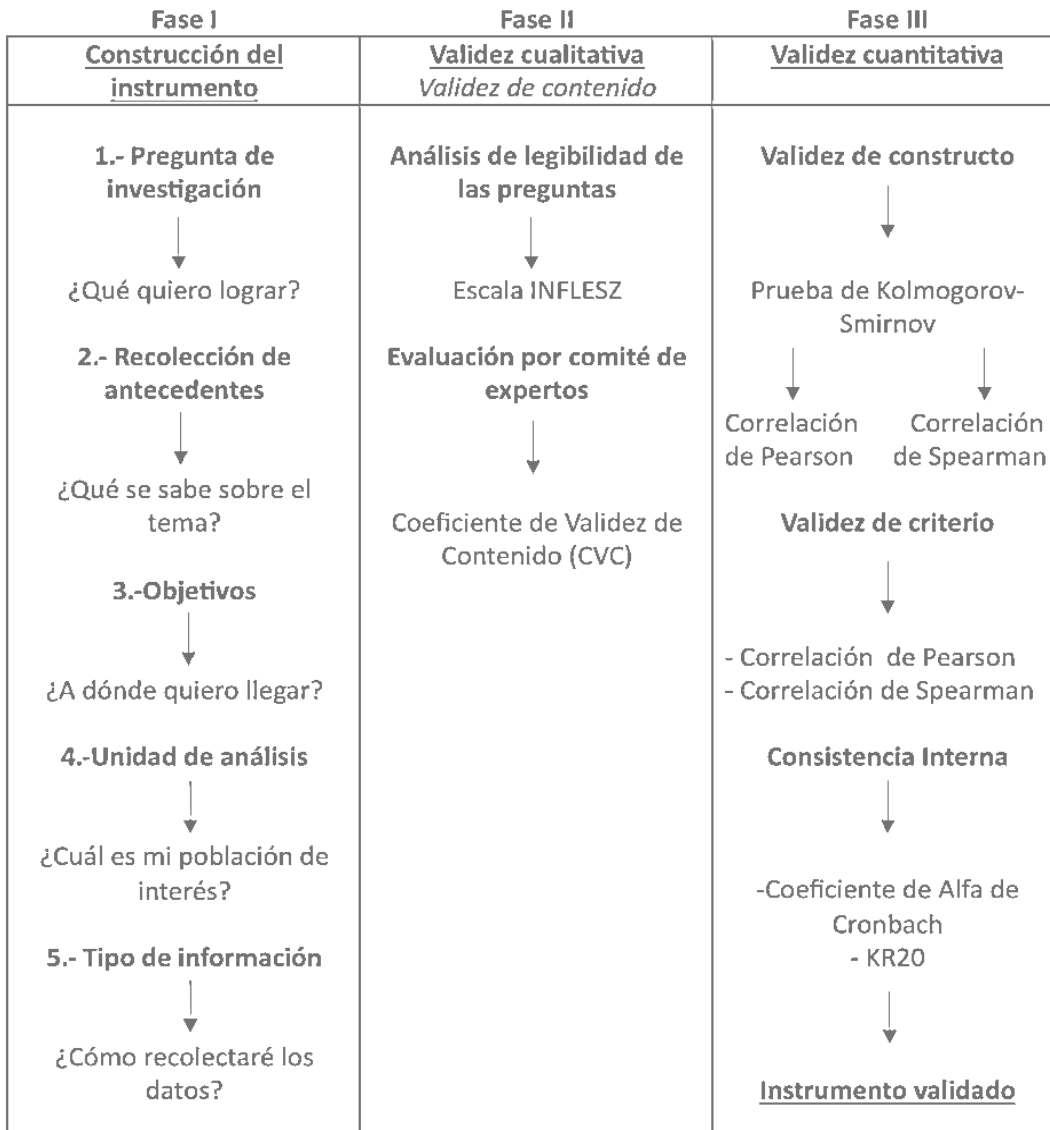 Fase I
Construcción del
instrumento
1.- Pregunta de
investigación
¿Qué quiero lograr?
2.- Recolección de
antecedentes
¿Qué se sabe sobre el
tema?
3.-Objetivos
¿A dónde quiero llegar?
4.-Unidad de análisis
¿Cuál es mi población de
interés?
5.- Tipo de información
¿Cómo recolectaré los
datos?
Fase II
Validez cualitativa
Validez de contenido
Análisis de legibilidad de
las preguntas
Escala INFLESZ
Evaluación por comité de
expertos
Coeficiente de Validez de
Contenido (CVC)
Fase III
Validez cuantitativa
Validez de constructo
Prueba de Kolmogorov-
Smirnov
Correlación
de Pearson
Correlación
de Spearman
Validez de criterio
- Correlación de Pearson
- Correlación de Spearman
Consistencia Interna
-Coeficiente de Alfa de
Cronbach
- KR20
Instrumento validado